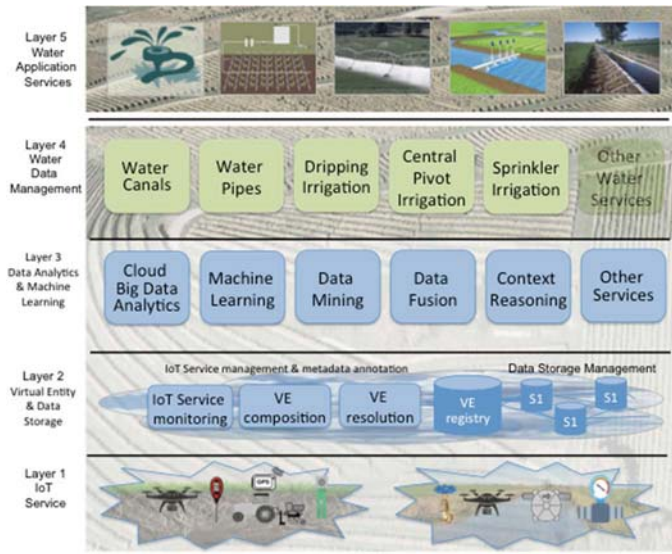 Layer 5
Water
Application
Services
Layer 4
Water
Data
Management
Water
Canals
Water
Pipes
Dripping
Irrigation
Central
Pivot
Irrigation
Sprinkler
Irrigation
Other
Water
Services
Layer 3
Data Analytics
& Machine
Learning
Cloud
Big Data
Analytics
Machine
Learning
Data
Mining
Data
Fusion
Context
Reasoning
Other
Services
Layer 2
Virtual Entity
& Data
Storage
IoT Service management & metadata annotation
Data Storage Management
IoT Service
monitoring
VE
composition
VE
resolution
VE
registry
S1
S1
S1
Layer 1
IoT
Service
GPS